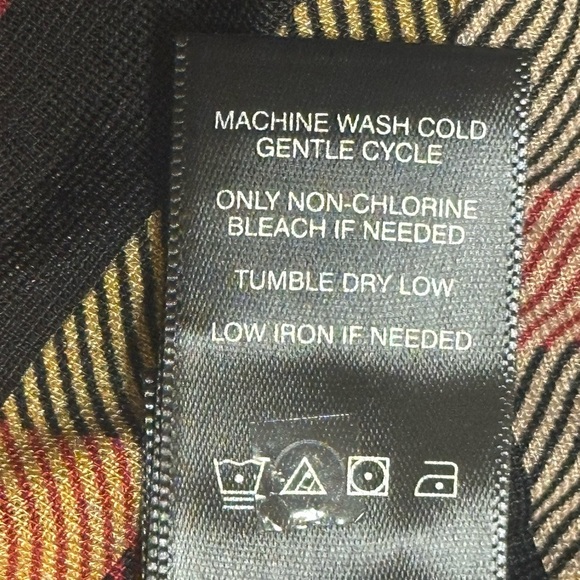 MACHINE WASH COLD
GENTLE CYCLE
ONLY NON-CHLORINE
BLEACH IF NEEDED
TUMBLE DRY LOW
LOW IRON IF NEEDED